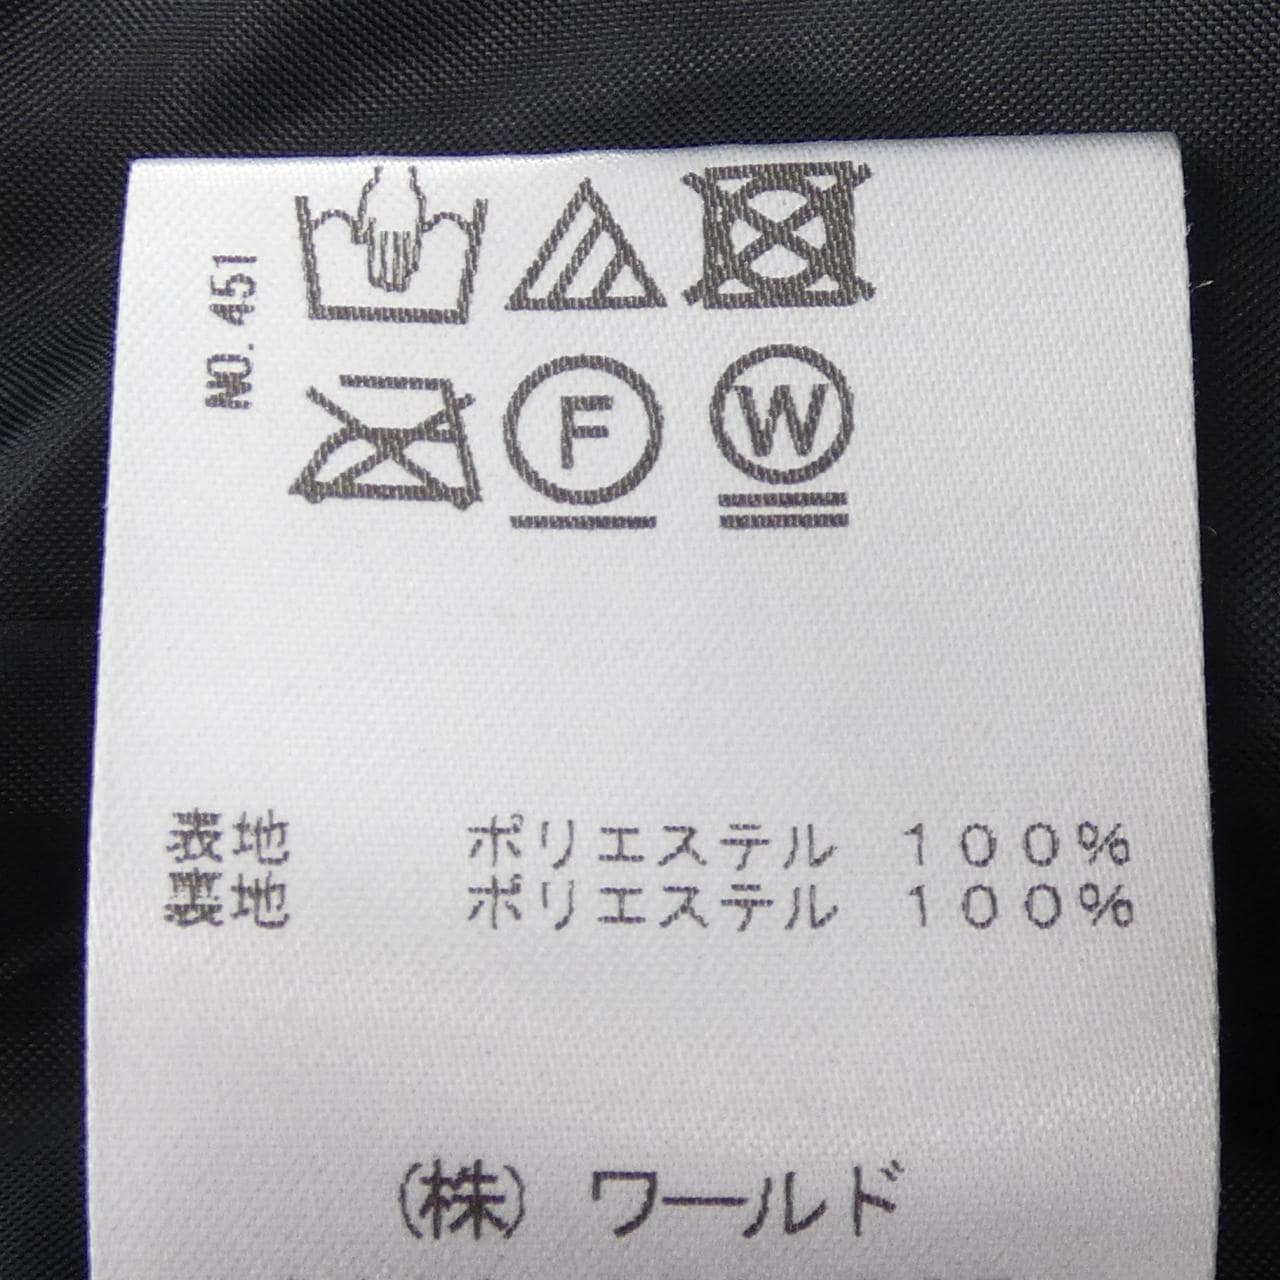 NO. 451
F W
表地 ポリエステル 100%
裏地 ポリエステル 100%
(株) ワールド